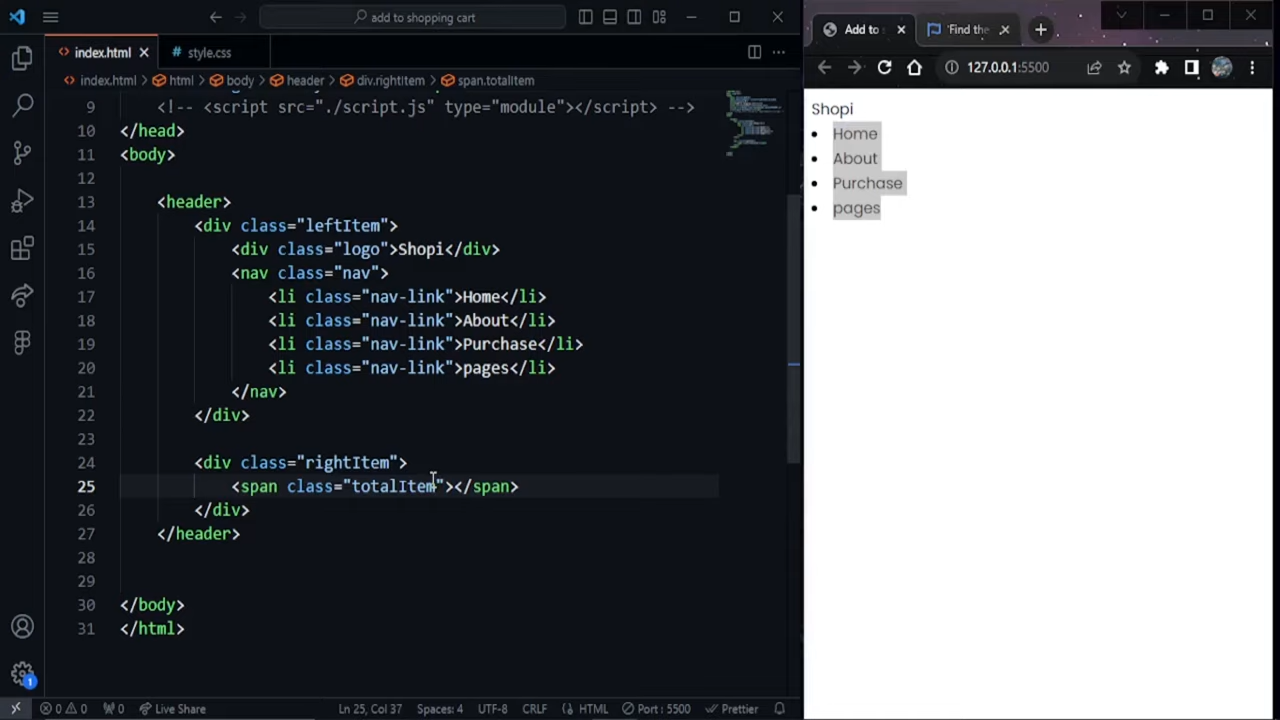 add to shopping cart
index.html
style.css
index.html > html > body > header > div.rightItem > span.totalItem
9 <!-- <script src="./script.js" type="module"></script> -->
10 </head>
11 <body>
12
13 <header>
14 <div class="leftItem">
15 <div class="logo">Shopi</div>
16 <nav class="nav">
17 <li class="nav-link">Home</li>
18 <li class="nav-link">About</li>
19 <li class="nav-link">Purchase</li>
20 <li class="nav-link">pages</li>
21 </nav>
22 </div>
23
24 <div class="rightItem">
25 <span class="totalItem"></span>
26 </div>
27 </header>
28
29
30 </body>
31 </html>
1
0 0 0 Live Share Ln 25, Col 37 Spaces: 4 UTF-8 CRLF HTML Port : 5500 Prettier
Add to
'Find the
127.0.0.1:5500
Shopi
Home
About
Purchase
pages